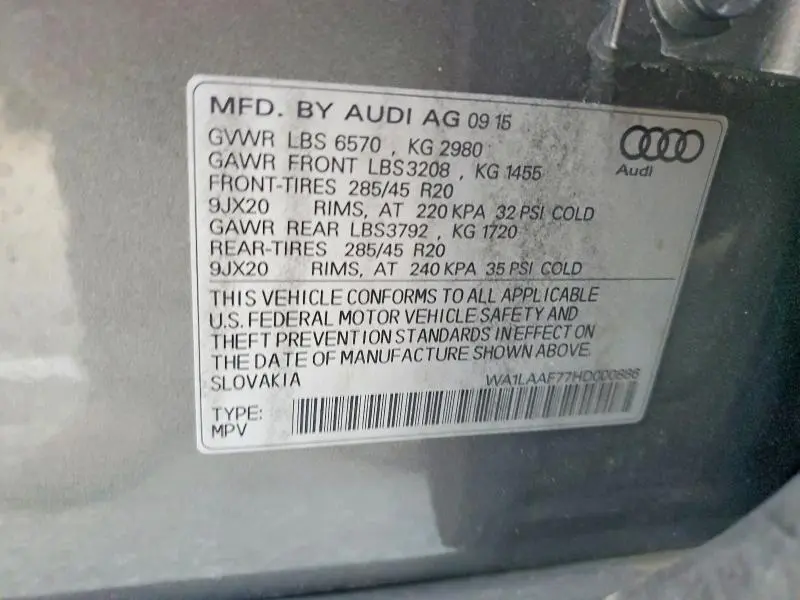 MFD. BY AUDI AG 09 15
GVWR LBS 6570 , KG 2980
GAWR FRONT LBS3208 , KG 1455
FRONT-TIRES 285/45 R20
9JX20 RIMS, AT 220 KPA 32 PSI COLD
GAWR REAR LBS3792 , KG 1720
REAR-TIRES 285/45 R20
9JX20 RIMS, AT 240 KPA 35 PSI COLD
Audi
THIS VEHICLE CONFORMS TO ALL APPLICABLE
U.S. FEDERAL MOTOR VEHICLE SAFETY AND
THEFT PREVENTION STANDARDS IN EFFECT ON
THE DATE OF MANUFACTURE SHOWN ABOVE.
SLOVAKIA WA1LAAF77HD000886
TYPE:
MPV